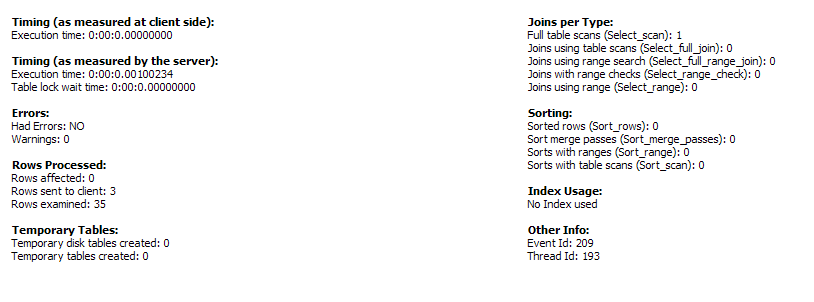 Timing (as measured at client side):
Execution time: 0:00:0.00000000
Timing (as measured by the server):
Execution time: 0:00:0.00100234
Table lock wait time: 0:00:0.00000000
Errors:
Had Errors: NO
Warnings: 0
Rows Processed:
Rows affected: 0
Rows sent to client: 3
Rows examined: 35
Temporary Tables:
Temporary disk tables created: 0
Temporary tables created: 0
Joins per Type:
Full table scans (Select_scan): 1
Joins using table scans (Select_full_join): 0
Joins using range search (Select_full_range_join): 0
Joins with range checks (Select_range_check): 0
Joins using range (Select_range): 0
Sorting:
Sorted rows (Sort_rows): 0
Sort merge passes (Sort_merge_passes): 0
Sorts with ranges (Sort_range): 0
Sorts with table scans (Sort_scan): 0
Index Usage:
No Index used
Other Info:
Event Id: 209
Thread Id: 193